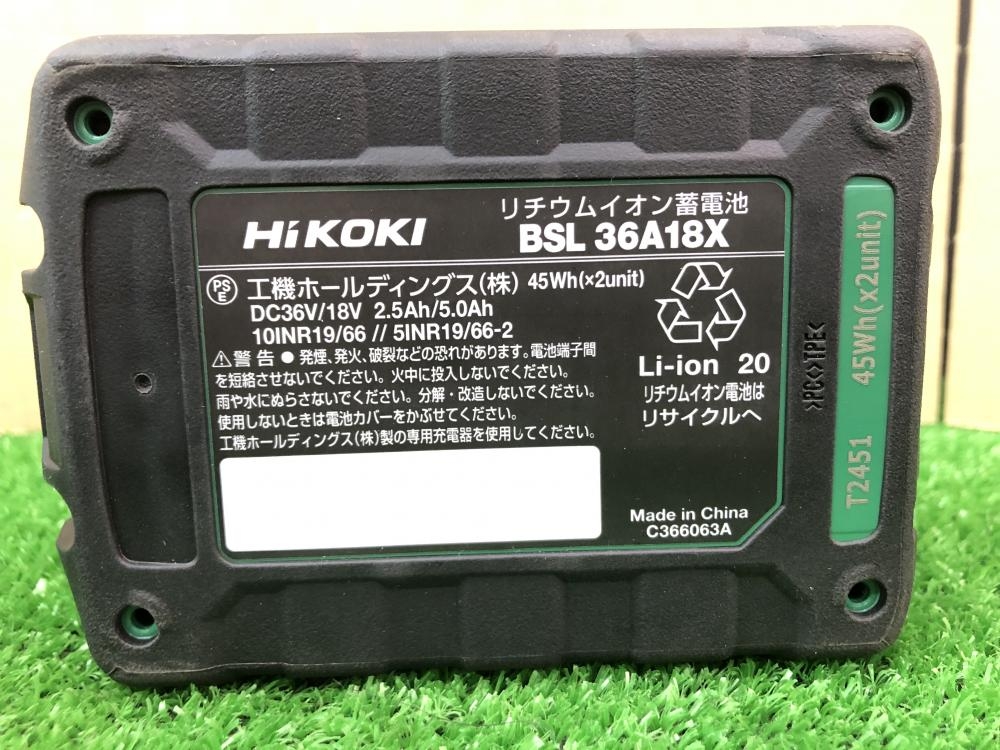 HiKOKI
リチウムイオン蓄電池
BSL 36A18X
PS
E
工機ホールディングス(株) 45Wh(×2unit)
DC36V/18V 2.5Ah/5.0Ah
10INR19/66 // 5INR19/66-2
⚠警告 ● 発煙、発火、破裂などの恐れがあります。電池端子間
を短絡させないでください。火中に投入しないでください。
雨や水にぬらさないでください。分解・改造しないでください。
使用しないときは電池カバーをかぶせてください。
工機ホールディングス(株)製の専用充電器を使用してください。
Li-ion 20
リチウムイオン電池は
リサイクルへ
Made in China
C366063A
>PC<>TPE<
T2451 45Wh(x2unit)